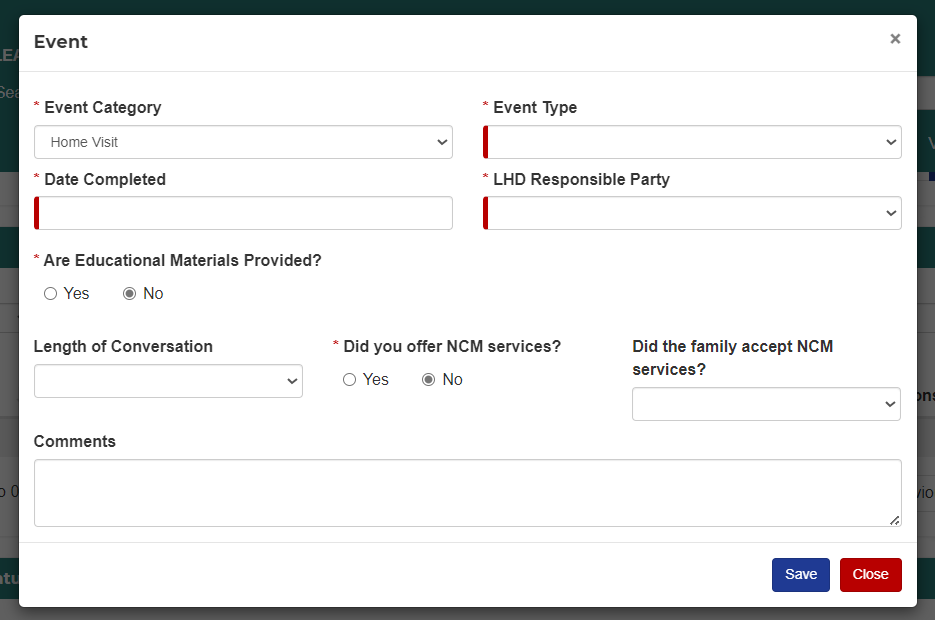 Event ×
* Event Category * Event Type
Home Visit
* Date Completed * LHD Responsible Party
* Are Educational Materials Provided?
Yes No
Length of Conversation * Did you offer NCM services? Did the family accept NCM
services?
Yes No
Comments
Save Close